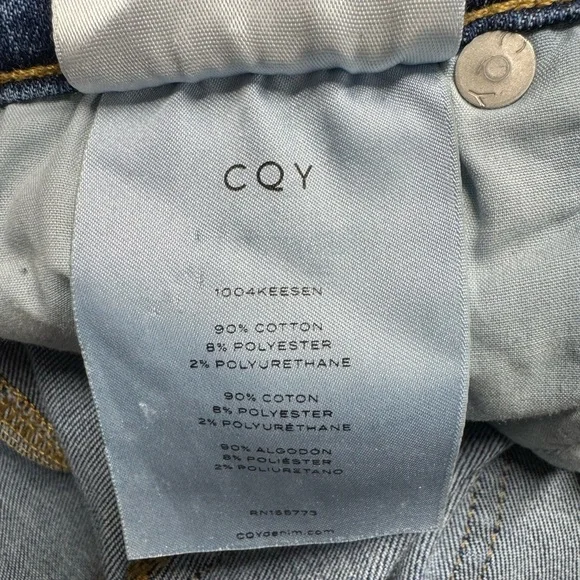 CQY
1004KEESEN
90% COTTON
8% POLYESTER
2% POLYURETHANE
90% COTON
8% POLYESTER
2% POLYURÉTHANE
90% ALGODÓN
8% POLIÉSTER
2% POLIURETANO
RN155773
CQYdenim.com